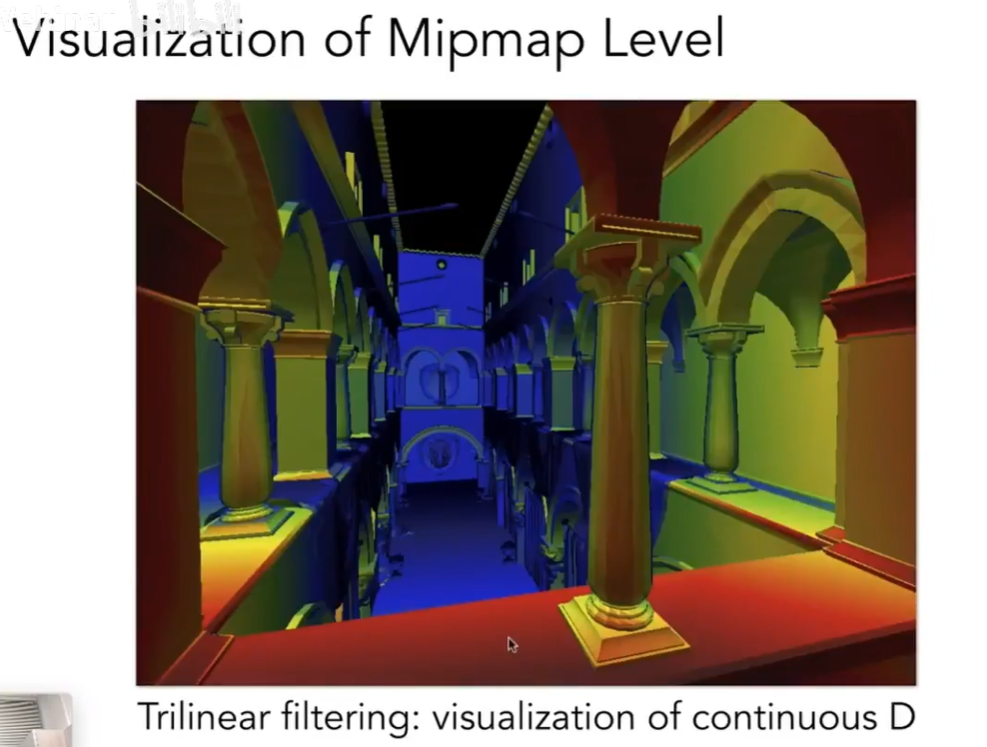 Visualization of Mipmap Level
Trilinear filtering: visualization of continuous D